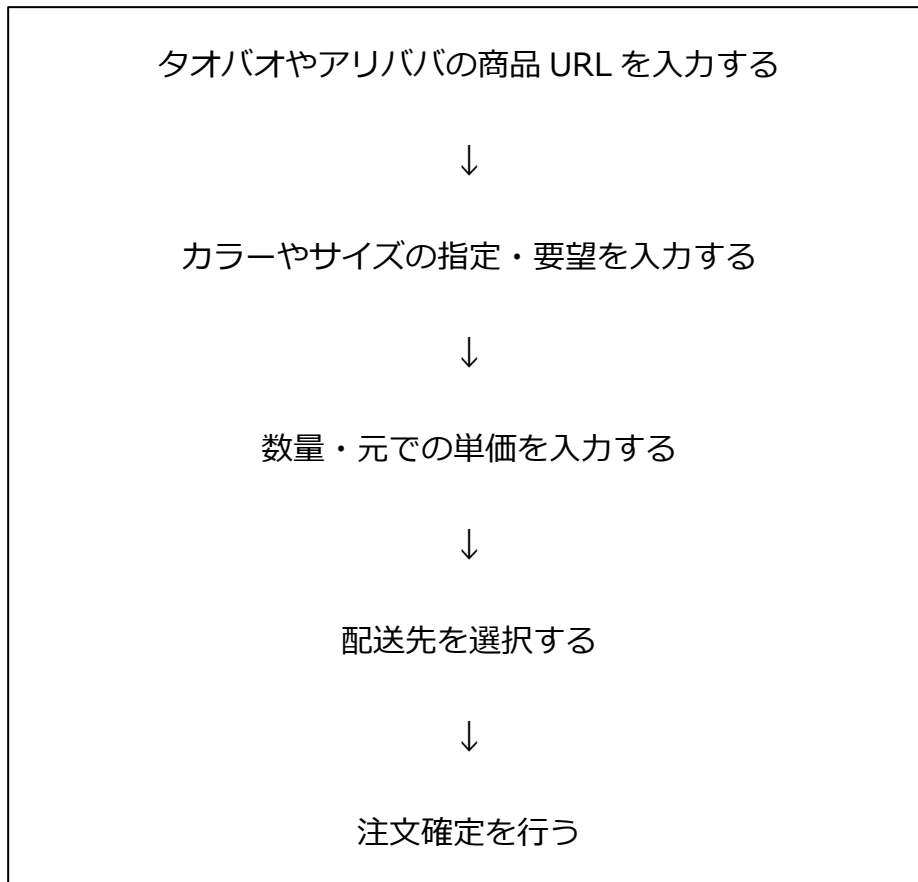 タオバオやアリババの商品 URL を入力する
↓
カラーやサイズの指定・要望を入力する
↓
数量・元での単価を入力する
↓
配送先を選択する
↓
注文確定を行う